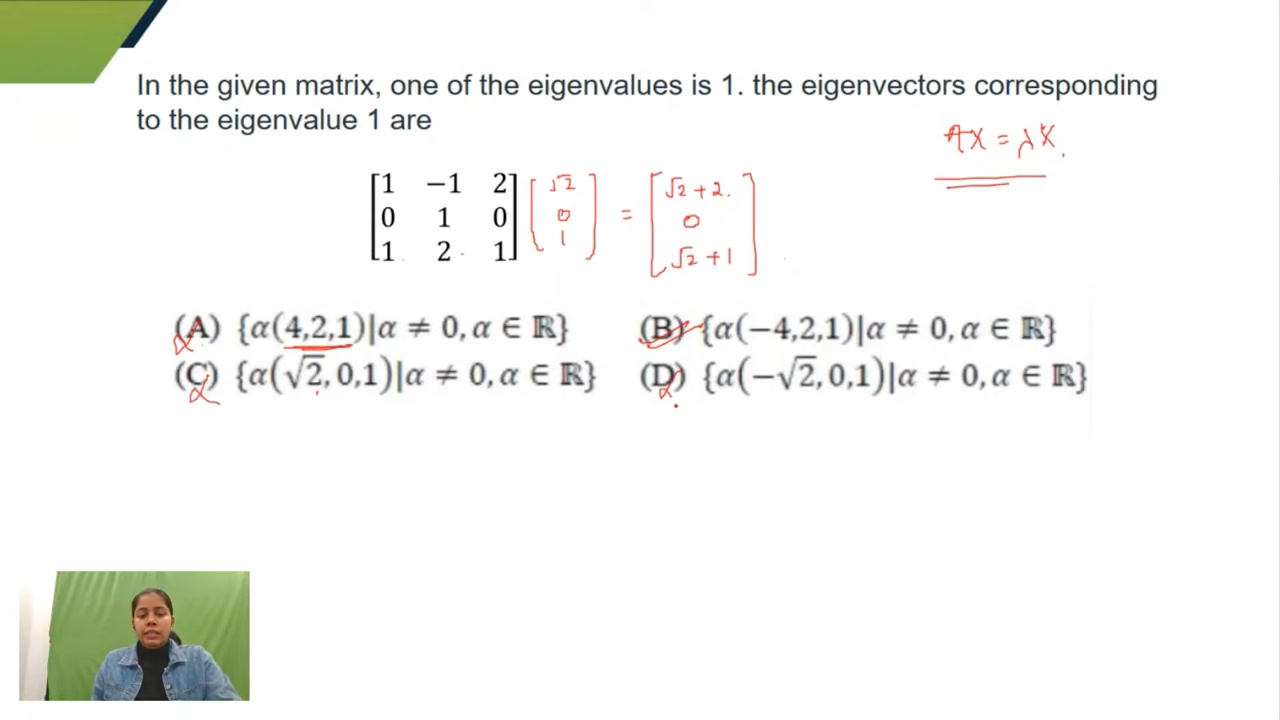 In the given matrix, one of the eigenvalues is 1. the eigenvectors corresponding
to the eigenvalue 1 are
AX = λX.
[1 −1 2] [√2] = [√2 + 2.]
[0 1 0] [0] [0]
[1 2 1] [1] [√2 + 1]
(A) {α(4,2,1)|α ≠ 0, α ∈ ℝ} (B) {α(−4,2,1)|α ≠ 0, α ∈ ℝ}
(C) {α(√2, 0,1)|α ≠ 0, α ∈ ℝ} (D) {α(−√2, 0,1)|α ≠ 0, α ∈ ℝ}